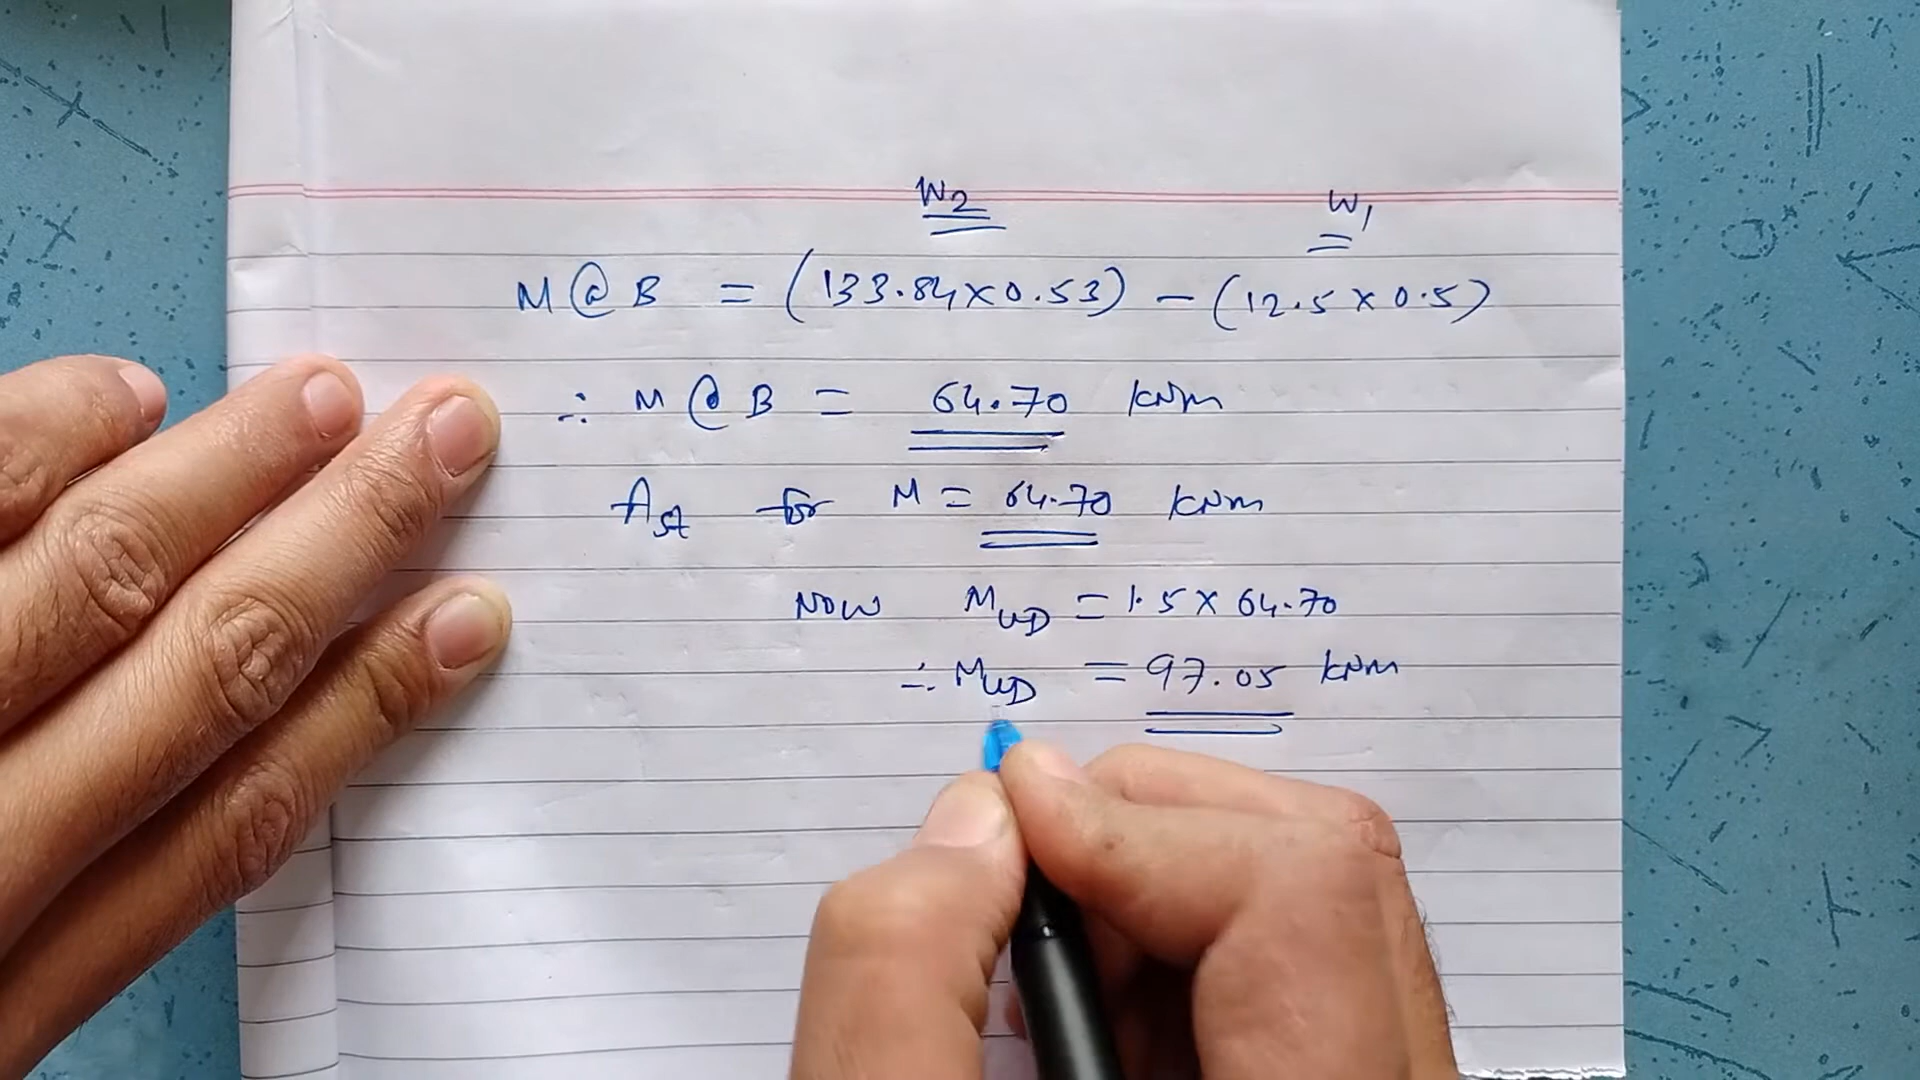 W2 W1
M @ B = (133.84×0.53) - (12.5×0.5)
∴ M @ B = 64.70 kNm
Ast for M = 64.70 kNm
NOW MuD = 1.5×64.70
∴ MuD = 97.05 kNm